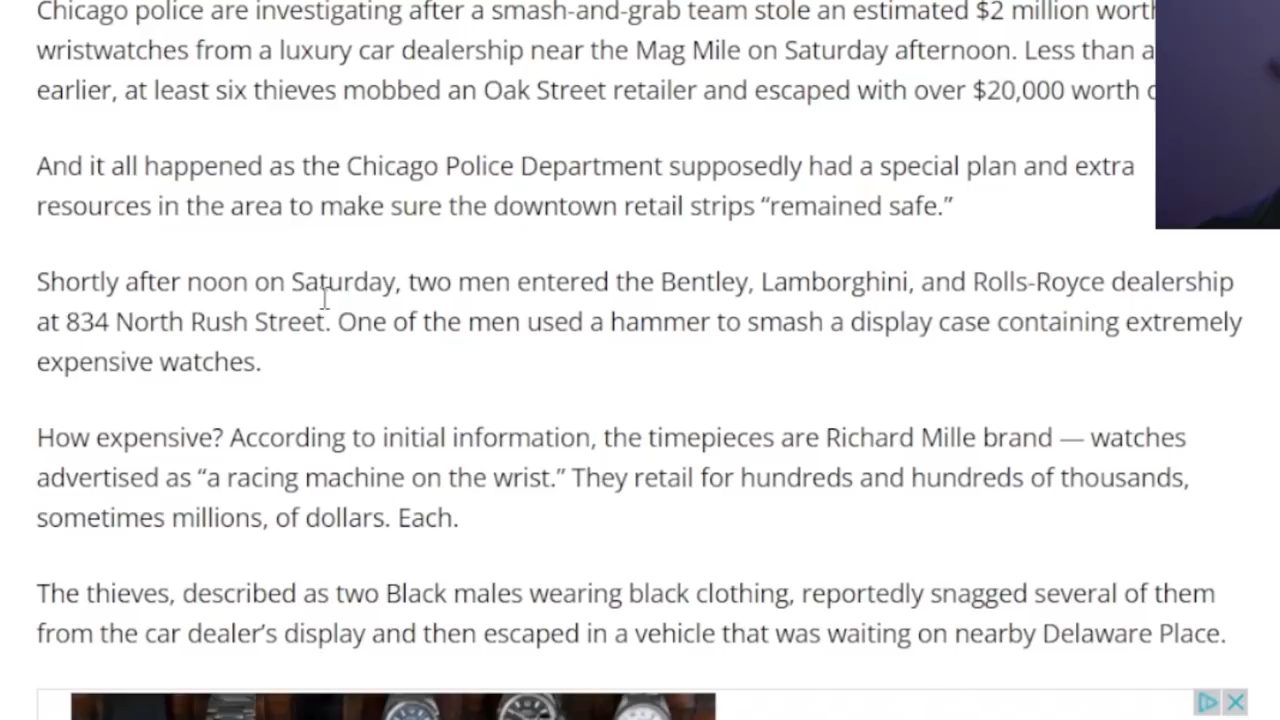 Chicago police are investigating after a smash-and-grab team stole an estimated $2 million
wristwatches from a luxury car dealership near the Mag Mile on Saturday afternoon. Less than a
earlier, at least six thieves mobbed an Oak Street retailer and escaped with over $20,000 worth
And it all happened as the Chicago Police Department supposedly had a special plan and extra
resources in the area to make sure the downtown retail strips “remained safe.”
Shortly after noon on Saturday, two men entered the Bentley, Lamborghini, and Rolls-Royce dealership
at 834 North Rush Street. One of the men used a hammer to smash a display case containing extremely
expensive watches.
How expensive? According to initial information, the timepieces are Richard Mille brand — watches
advertised as “a racing machine on the wrist.” They retail for hundreds and hundreds of thousands,
sometimes millions, of dollars. Each.
The thieves, described as two Black males wearing black clothing, reportedly snagged several of them
from the car dealer’s display and then escaped in a vehicle that was waiting on nearby Delaware Place.